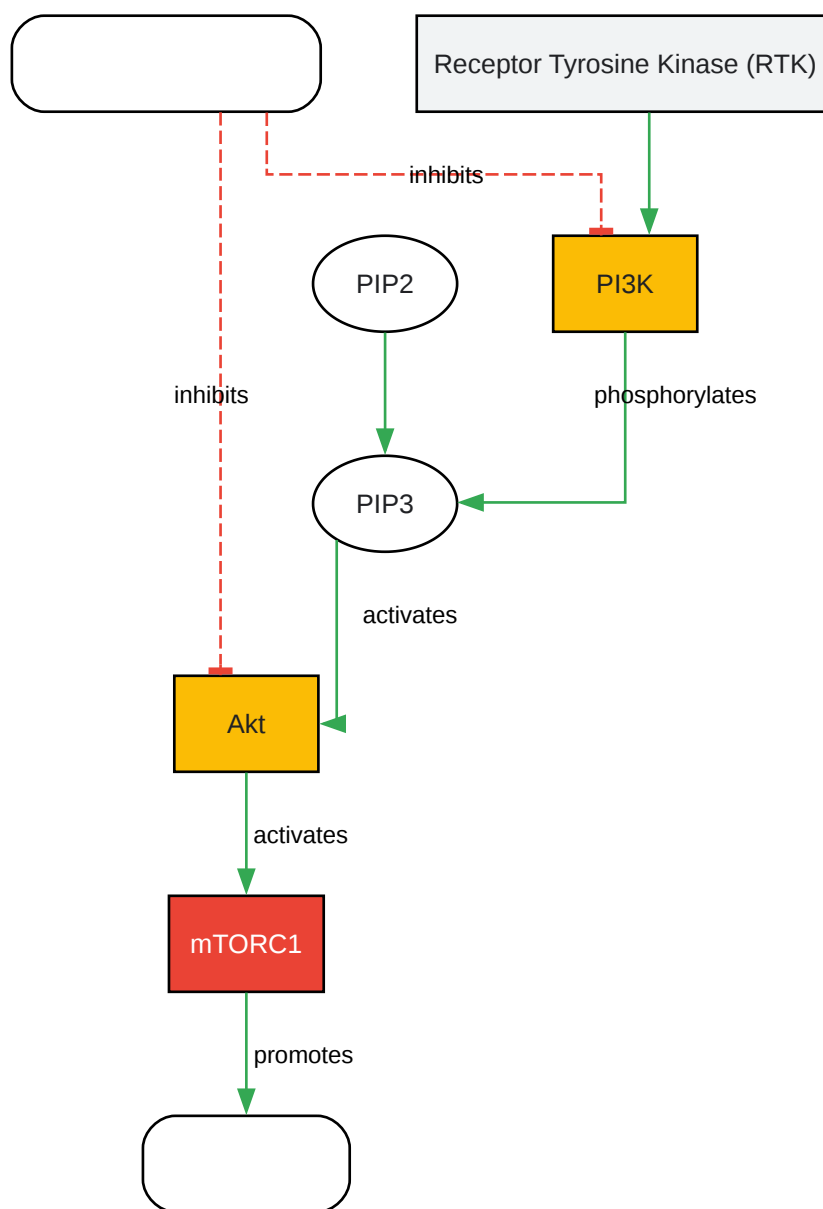 Receptor Tyrosine Kinase (RTK)
inhibits
PIP2
PI3K
inhibits
phosphorylates
PIP3
activates
Akt
activates
mTORC1
promotes